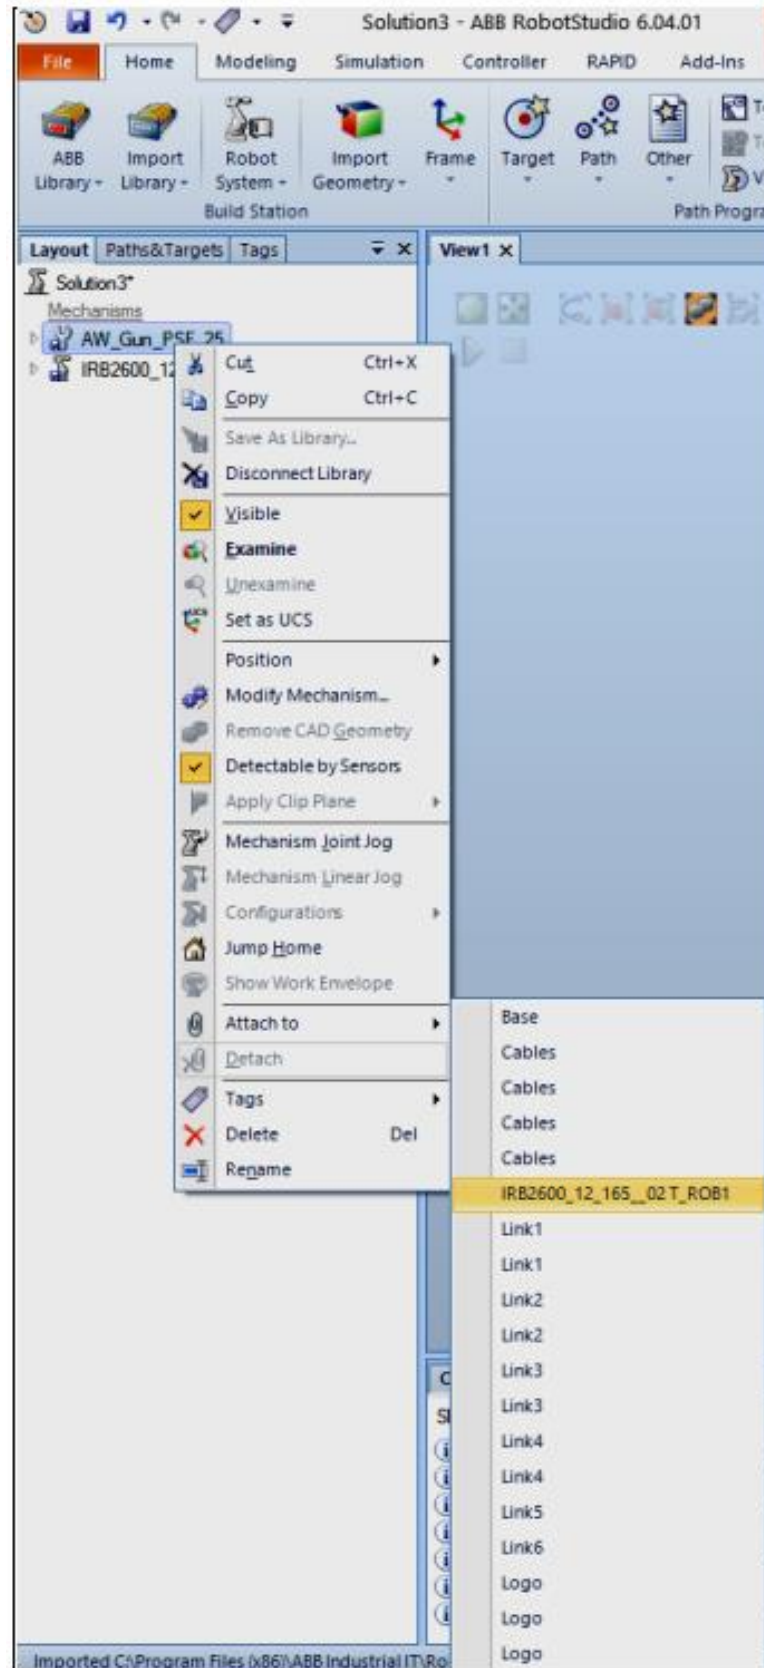 Solution3 - ABB RobotStudio 6.04.01
File Home Modeling Simulation Controller RAPID Add-Ins
ABB Library
Import Library
Robot System
Import Geometry
Frame
Target
Path
Other
Build Station
Path Progra
Layout Paths&Targets Tags
View1
Solution3*
Mechanisms
AW_Gun_PSF_25
IRB2600_12
Cut Ctrl+X
Copy Ctrl+C
Save As Library...
Disconnect Library
Visible
Examine
Unexamine
Set as UCS
Position
Modify Mechanism...
Remove CAD Geometry
Detectable by Sensors
Apply Clip Plane
Mechanism Joint Jog
Mechanism Linear Jog
Configurations
Jump Home
Show Work Envelope
Attach to
Detach
Tags
Delete Del
Rename
Base
Cables
Cables
Cables
Cables
IRB2600_12_165__02 T_ROB1
Link1
Link1
Link2
Link2
Link3
Link3
Link4
Link4
Link5
Link6
Logo
Logo
Logo
Imported C:\Program Files (x86)\ABB Industrial IT\Ro